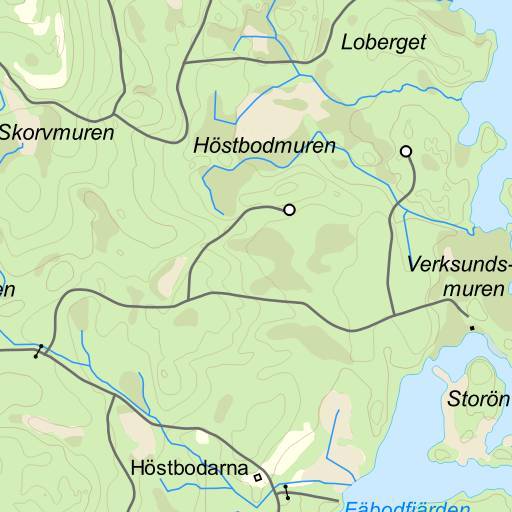 Loberget
Skorvmuren
Höstbodmuren
Verksunds-
muren
en
Storön
Höstbodarna
Fäbodfjärden